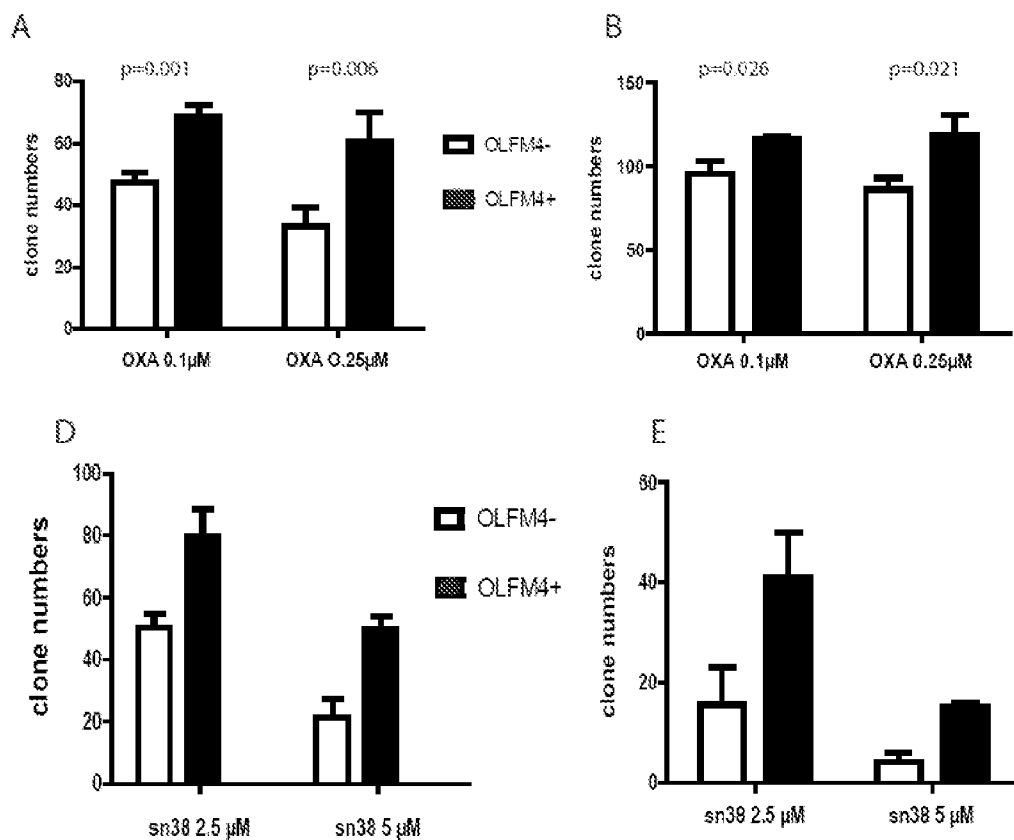 A
p=0.001
p=0.006
80
60
40
20
0
clone numbers
OXA 0.1µM
OXA 0.25µM
OLFM4-
OLFM4+
B
p=0.026
p=0.021
150
100
50
0
clone numbers
OXA 0.1µM
OXA 0.25µM
D
100
80
60
40
20
0
clone numbers
sn38 2.5 µM
sn38 5 µM
OLFM4-
OLFM4+
E
60
40
20
0
clone numbers
sn38 2.5 µM
sn38 5 µM